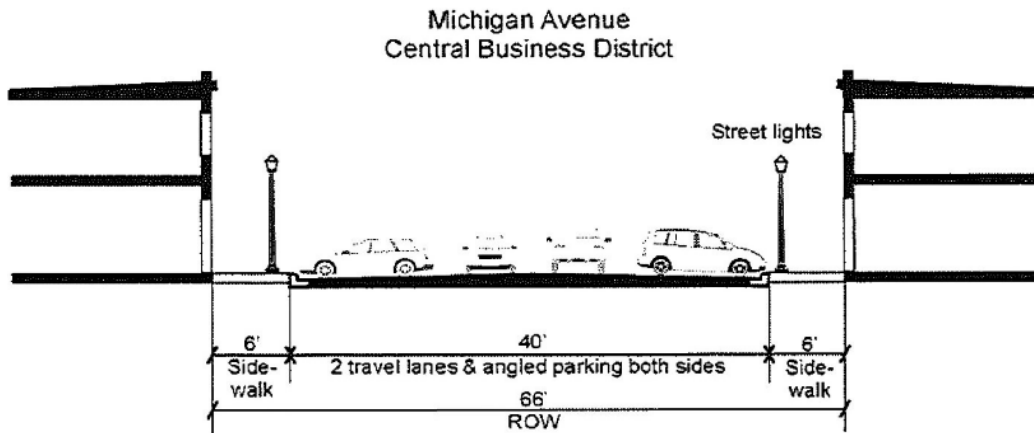 Michigan Avenue
Central Business District
Street lights
6'
40'
6'
Side-
walk
2 travel lanes & angled parking both sides
Side-
walk
66'
ROW